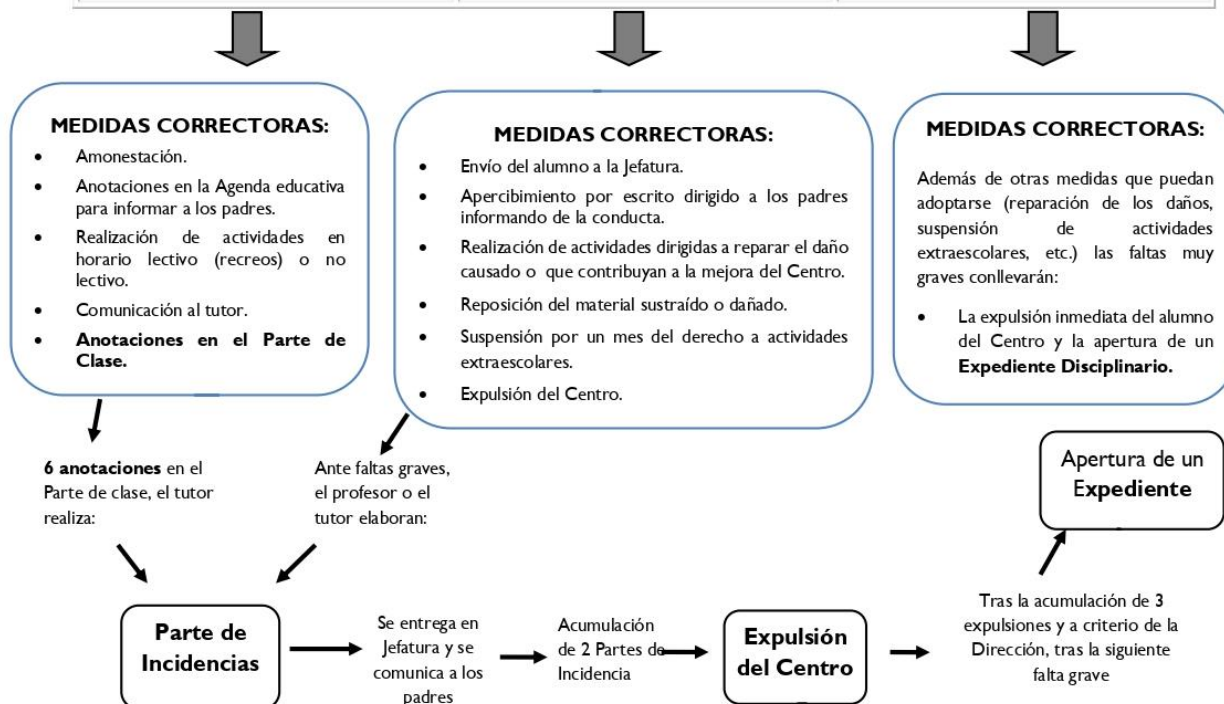 MEDIDAS CORRECTORAS:
• Amonestación.
• Anotaciones en la Agenda educativa
para informar a los padres.
• Realización de actividades en
horario lectivo (recreos) o no
lectivo.
• Comunicación al tutor.
• Anotaciones en el Parte de
Clase.
MEDIDAS CORRECTORAS:
• Envío del alumno a la Jefatura.
• Apercibimiento por escrito dirigido a los padres
informando de la conducta.
• Realización de actividades dirigidas a reparar el daño
causado o que contribuyan a la mejora del Centro.
• Reposición del material sustraído o dañado.
• Suspensión por un mes del derecho a actividades
extraescolares.
• Expulsión del Centro.
MEDIDAS CORRECTORAS:
Además de otras medidas que puedan
adoptarse (reparación de los daños,
suspensión de actividades
extraescolares, etc.) las faltas muy
graves conllevarán:
• La expulsión inmediata del alumno
del Centro y la apertura de un
Expediente Disciplinario.
6 anotaciones en el
Parte de clase, el tutor
realiza:
Ante faltas graves,
el profesor o el
tutor elaboran:
Apertura de un
Expediente
Parte de
Incidencias
Se entrega en
Jefatura y se
comunica a los
padres
Acumulación
de 2 Partes de
Incidencia
Expulsión
del Centro
Tras la acumulación de 3
expulsiones y a criterio de la
Dirección, tras la siguiente
falta grave